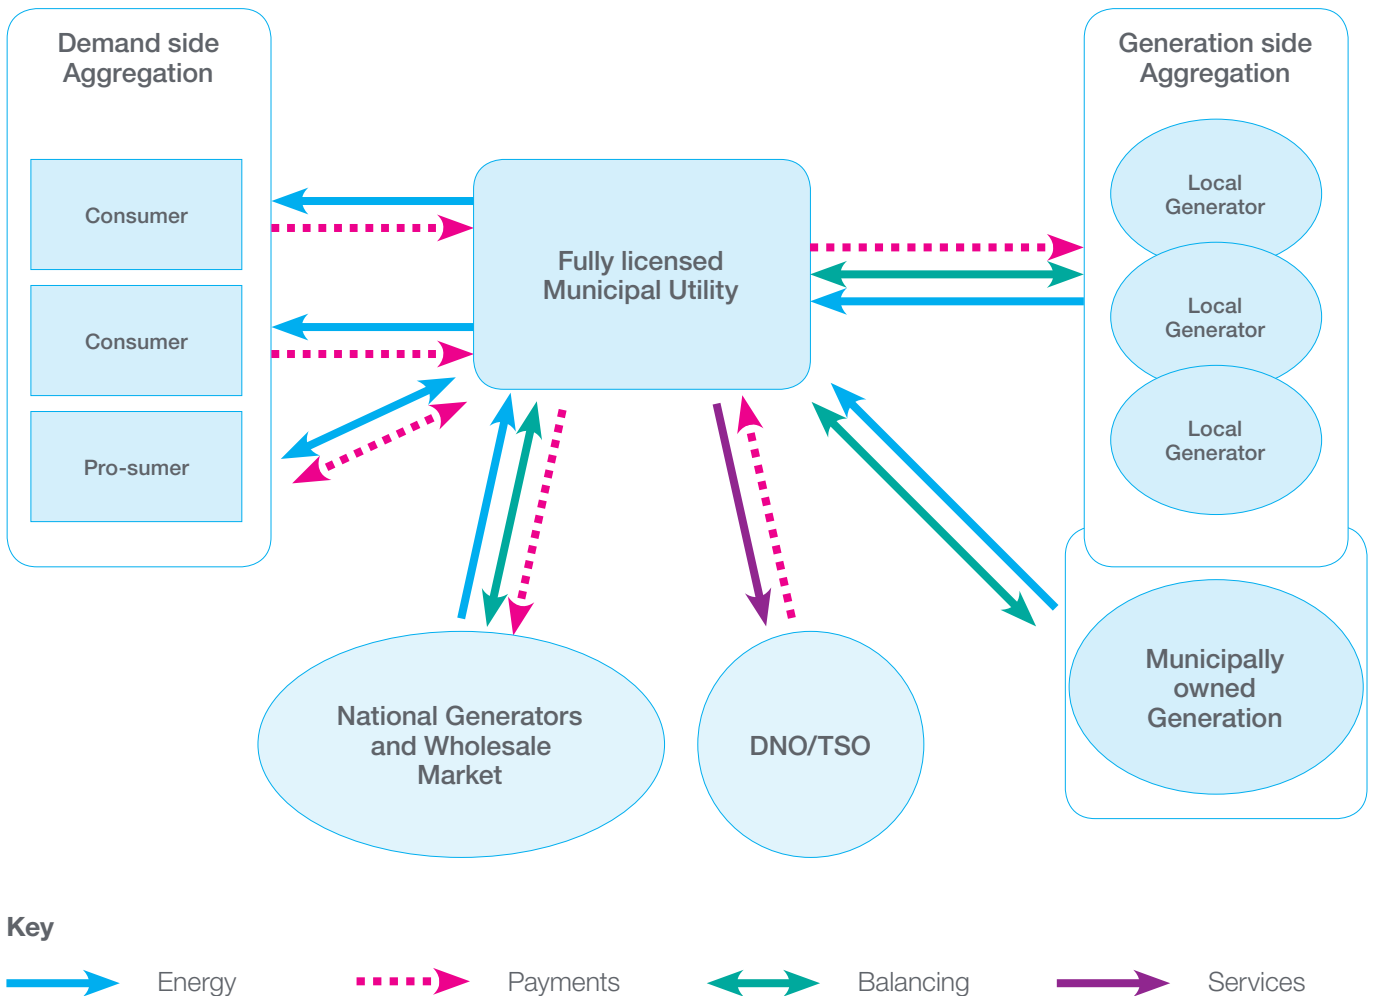 Demand side
Aggregation
Consumer
Consumer
Pro-sumer
Fully licensed
Municipal Utility
Generation side
Aggregation
Local
Generator
Local
Generator
Local
Generator
Municipally
owned
Generation
National Generators
and Wholesale
Market
DNO/TSO
Key
Energy
Payments
Balancing
Services